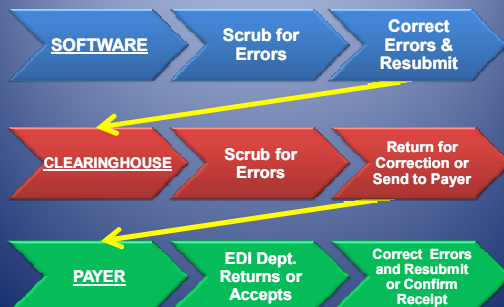 SOFTWARE
Scrub for
Errors
Correct
Errors &
Resubmit
CLEARINGHOUSE
Scrub for
Errors
Return for
Correction or
Send to Payer
PAYER
EDI Dept.
Returns or
Accepts
Correct Errors
and Resubmit
or Confirm
Receipt